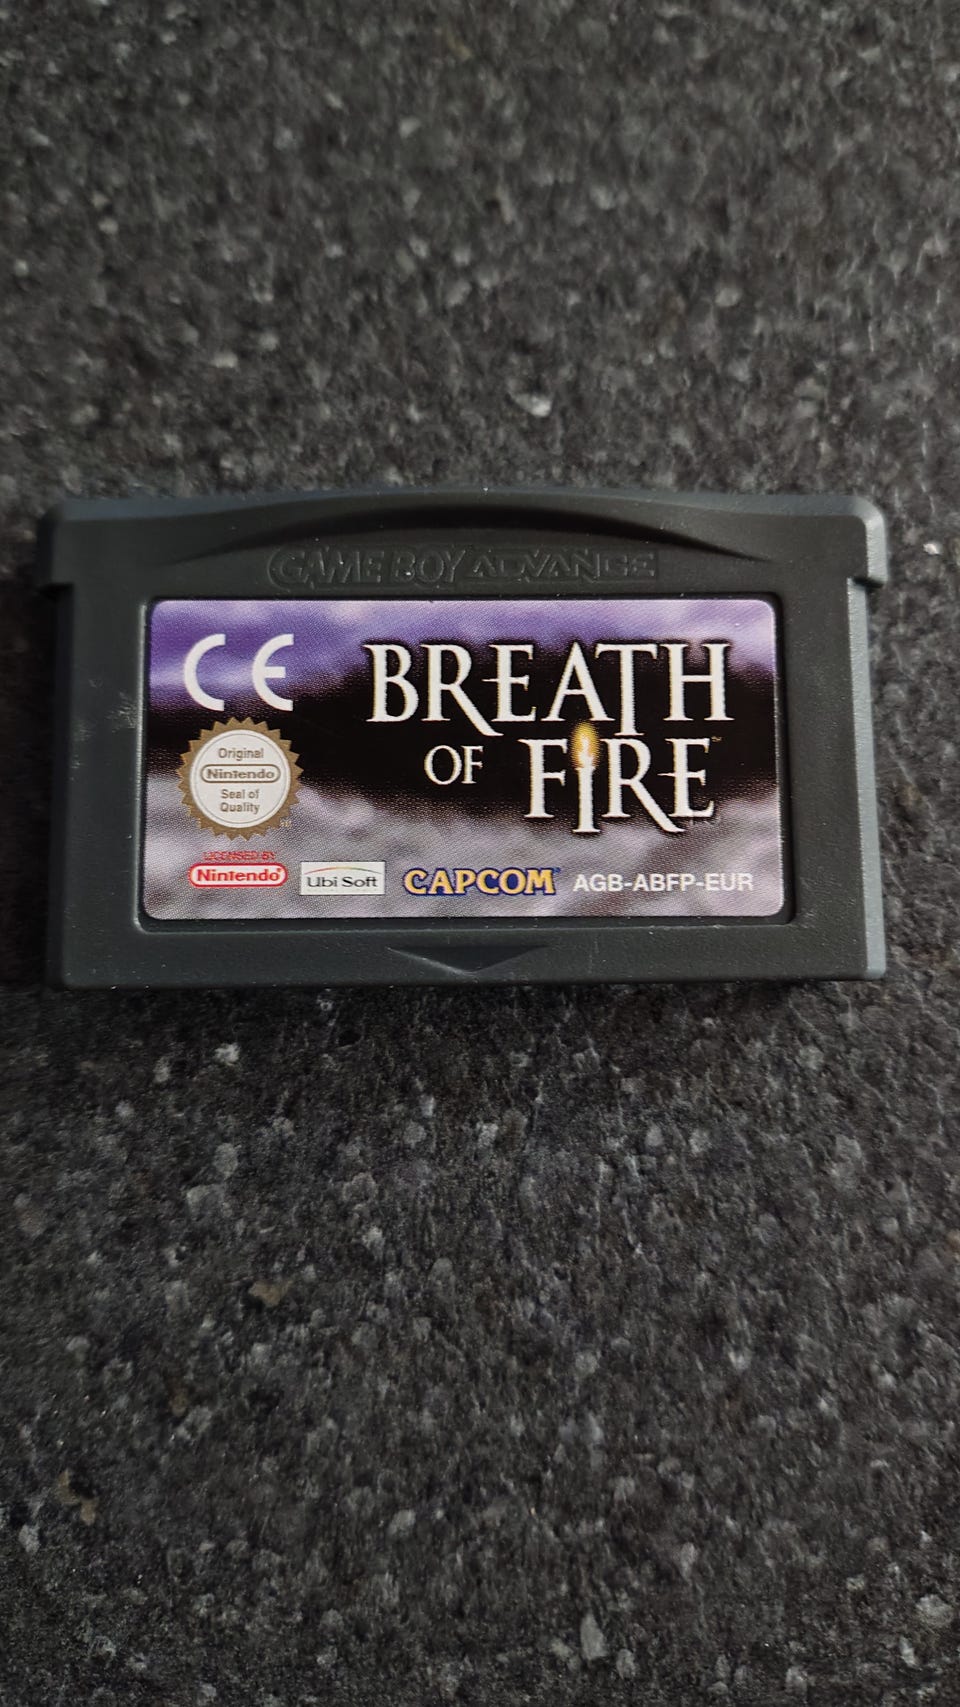 GAME BOY ADVANCE
CE
BREATH
OF FIRE
Original
Nintendo
Seal of
Quality
LICENSED BY
Nintendo
Ubi Soft
CAPCOM
AGB-ABFP-EUR